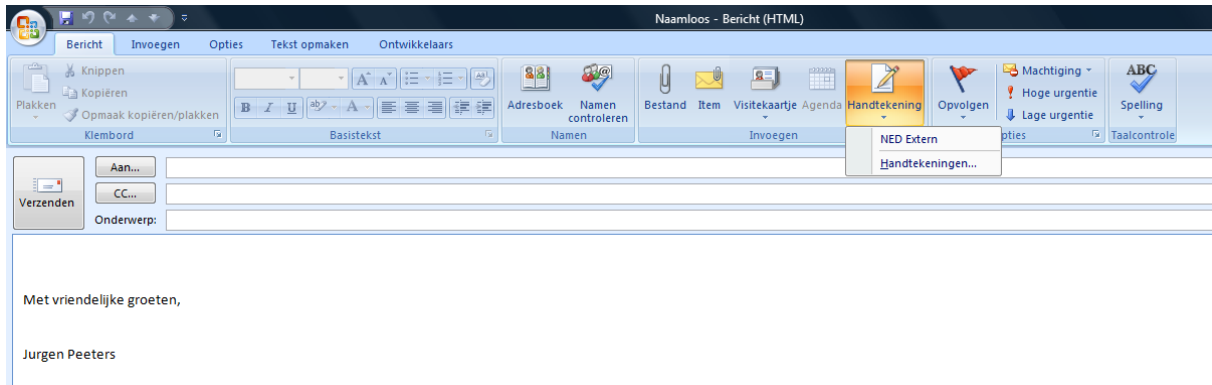 Naamloos - Bericht (HTML)
Bericht Invoegen Opties Tekst opmaken Ontwikkelaars
Plakken
Knippen
Kopiëren
Opmaak kopiëren/plakken
Klembord
B I U
Basistekst
Adresboek
Namen controleren
Namen
Bestand Item Visitekaartje Agenda Handtekening
Invoegen
NED Extern
Handtekeningen...
Opvolgen
Machtiging
Hoge urgentie
Lage urgentie
pties
ABC
Spelling
Taalcontrole
Verzenden
Aan...
CC...
Onderwerp:
Met vriendelijke groeten,
Jurgen Peeters